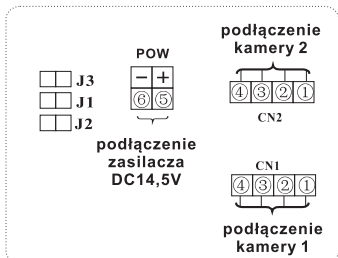 podłączenie
kamery 2
POW
− +
⑥ ⑤
J3
J1
J2
④ ③ ② ①
CN2
podłączenie
zasilacza
DC14,5V
CN1
④ ③ ② ①
podłączenie
kamery 1